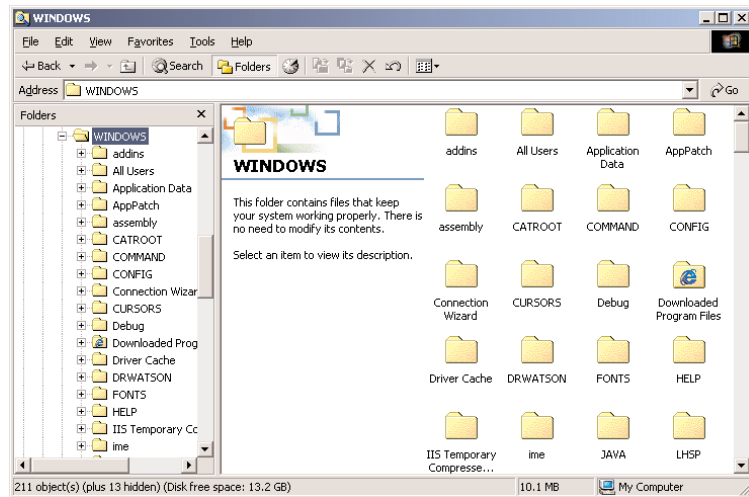 WINDOWS
File Edit View Favorites Tools Help
Back Search Folders
Address WINDOWS Go
Folders
WINDOWS
addins
All Users
Application Data
AppPatch
assembly
CATROOT
COMMAND
CONFIG
Connection Wizar
CURSORS
Debug
Downloaded Prog
Driver Cache
DRWATSON
FONTS
HELP
IIS Temporary Cc
ime
WINDOWS
This folder contains files that keep
your system working properly. There is
no need to modify its contents.
Select an item to view its description.
addins All Users Application AppPatch
Data
assembly CATROOT COMMAND CONFIG
Connection CURSORS Debug Downloaded
Wizard Program Files
Driver Cache DRWATSON FONTS HELP
IIS Temporary ime JAVA LHSP
Compresse...
211 object(s) (plus 13 hidden) (Disk free space: 13.2 GB) 10.1 MB My Computer